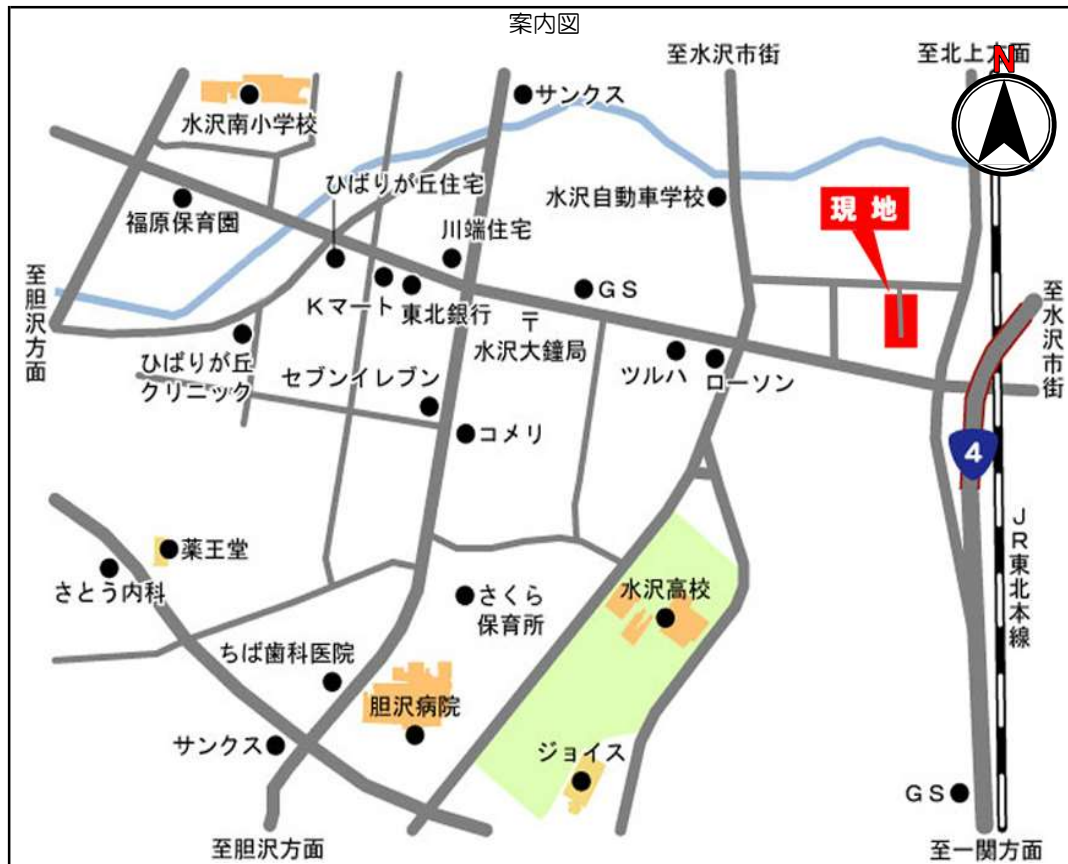 案内図
至水沢市街
至北上方面
N
サンクス
水沢南小学校
ひばりが丘住宅
水沢自動車学校
現 地
福原保育園
川端住宅
至胆沢方面
Kマート
東北銀行
GS
〒
水沢大鐘局
至水沢市街
ひばりが丘
クリニック
セブンイレブン
ツルハ
ローソン
コメリ
4
JR東北本線
薬王堂
さとう内科
さくら
保育所
水沢高校
ちば歯科医院
胆沢病院
サンクス
ジョイス
GS
至胆沢方面
至一関方面